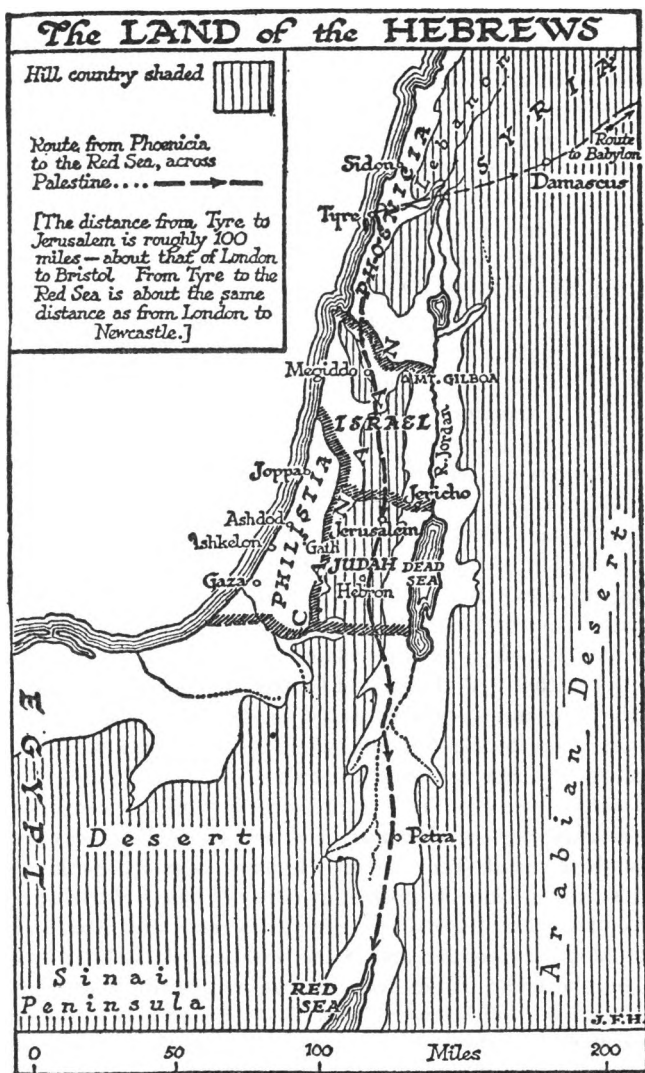 The LAND of the HEBREWS
Hill country shaded
Route from Phoenicia
to the Red Sea, across
Palestine....
[The distance from Tyre to
Jerusalem is roughly 100
miles — about that of London
to Bristol From Tyre to the
Red Sea is about the same
distance as from London to
Newcastle.]
SYRIA
Lebanon
Route
to Babylon
Sidon
Damascus
Tyre
PHOENICIA
Megiddo
MT. GILBOA
ISRAEL
R. Jordan
CANAAN
Joppa
PHILISTIA
Jericho
Ashdod
Jerusalem
Ishkelon
Gath
JUDAH
DEAD
SEA
Gaza
Hebron
EGYPT
Desert
Petra
Arabian Desert
Sinai
Peninsula
RED
SEA
J.F.H.
0 50 100 Miles 200